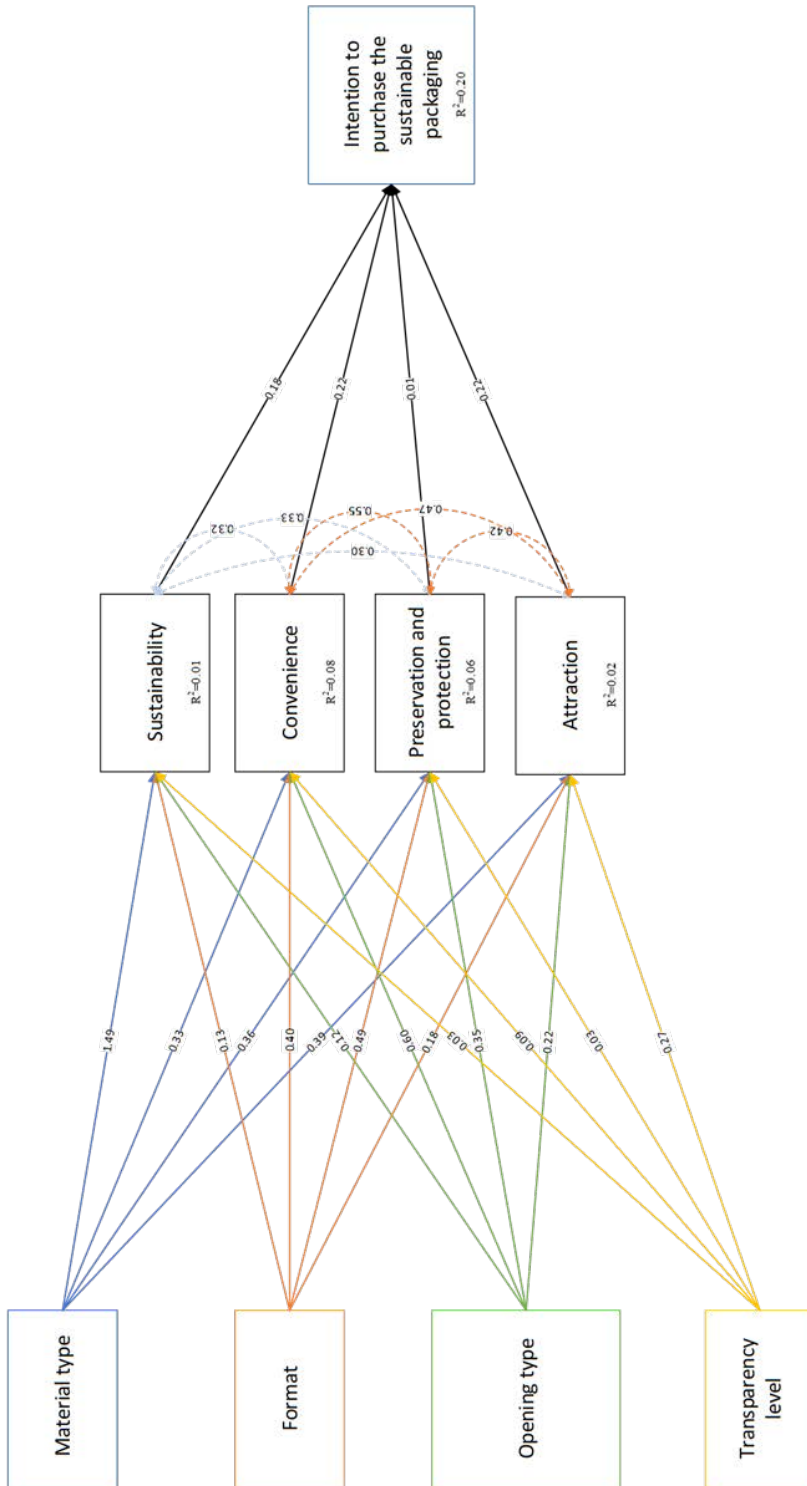 Material type
Format
Opening type
Transparency
level
1.49
0.33
0.36
0.39
0.13
0.40
0.49
0.18
0.12
0.60
0.35
0.22
0.03
0.09
0.03
0.27
Sustainability
R²=0.01
Convenience
R²=0.08
Preservation and
protection
R²=0.06
Attraction
R²=0.02
0.32
0.33
0.30
0.55
0.47
0.42
0.18
0.22
0.01
0.22
Intention to
purchase the
sustainable
packaging
R²=0.20